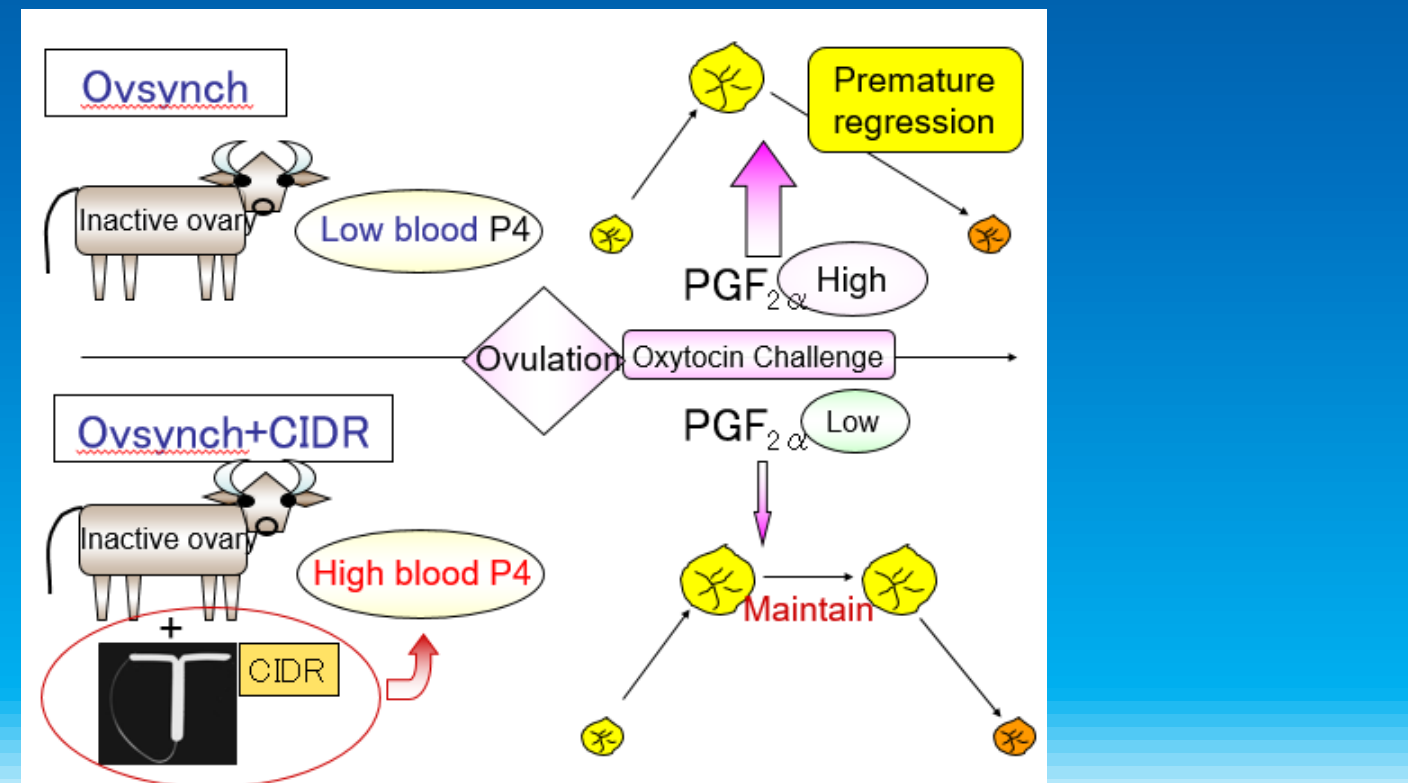 Ovsynch
Premature
regression
Inactive ovary
Low blood P4
PGF2α
High
Ovulation
Oxytocin Challenge
Ovsynch+CIDR
PGF2α
Low
Inactive ovary
High blood P4
Maintain
+
CIDR